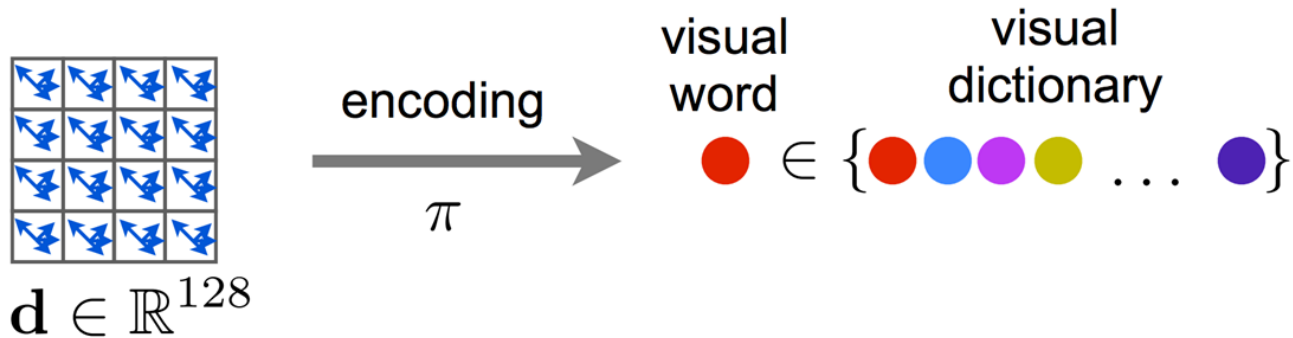 visual
word
visual
dictionary
encoding
π
∈ { ... }
d ∈ ℝ¹²⁸